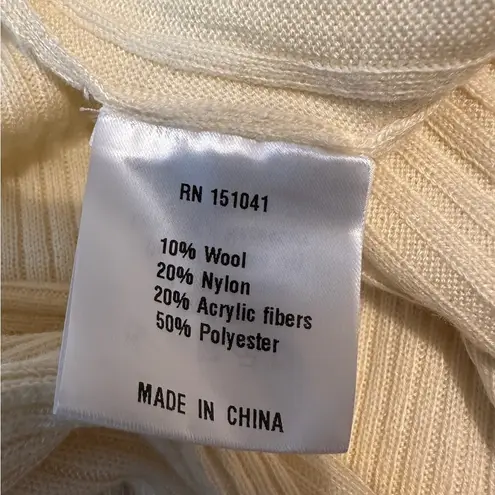 RN 151041
10% Wool
20% Nylon
20% Acrylic fibers
50% Polyester
MADE IN CHINA